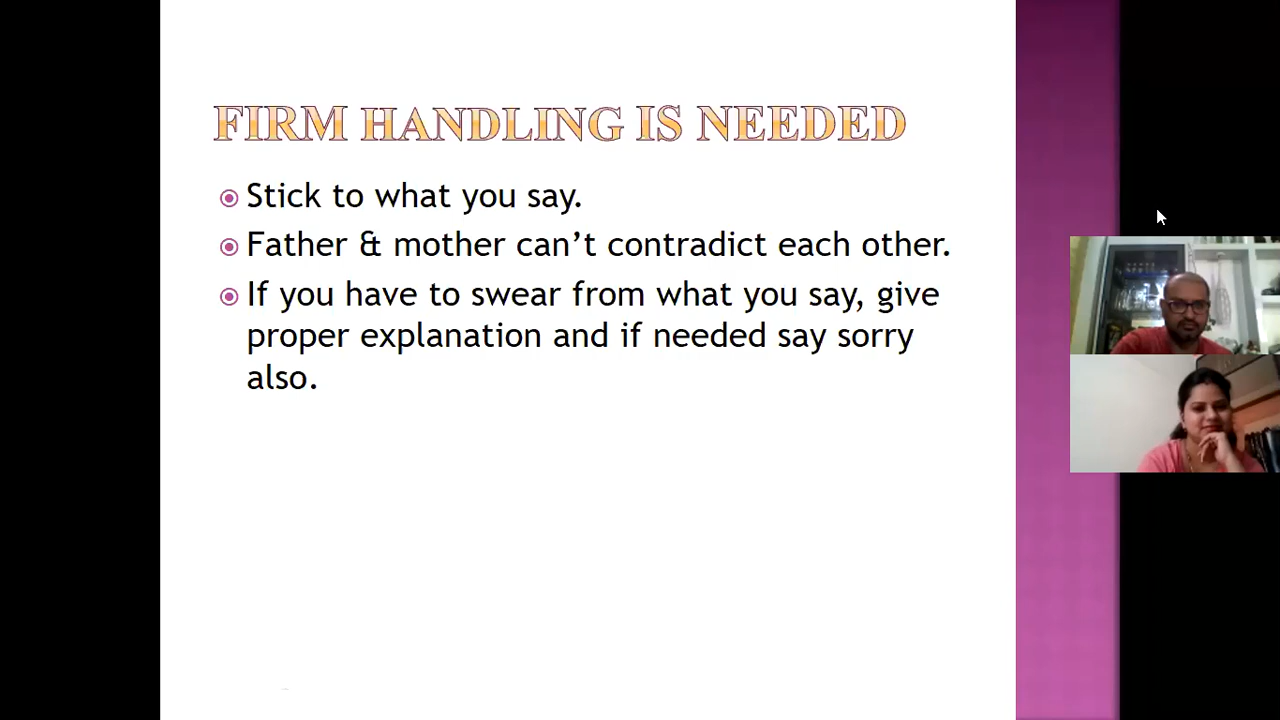 FIRM HANDLING IS NEEDED
Stick to what you say.
Father & mother can’t contradict each other.
If you have to swear from what you say, give
proper explanation and if needed say sorry
also.